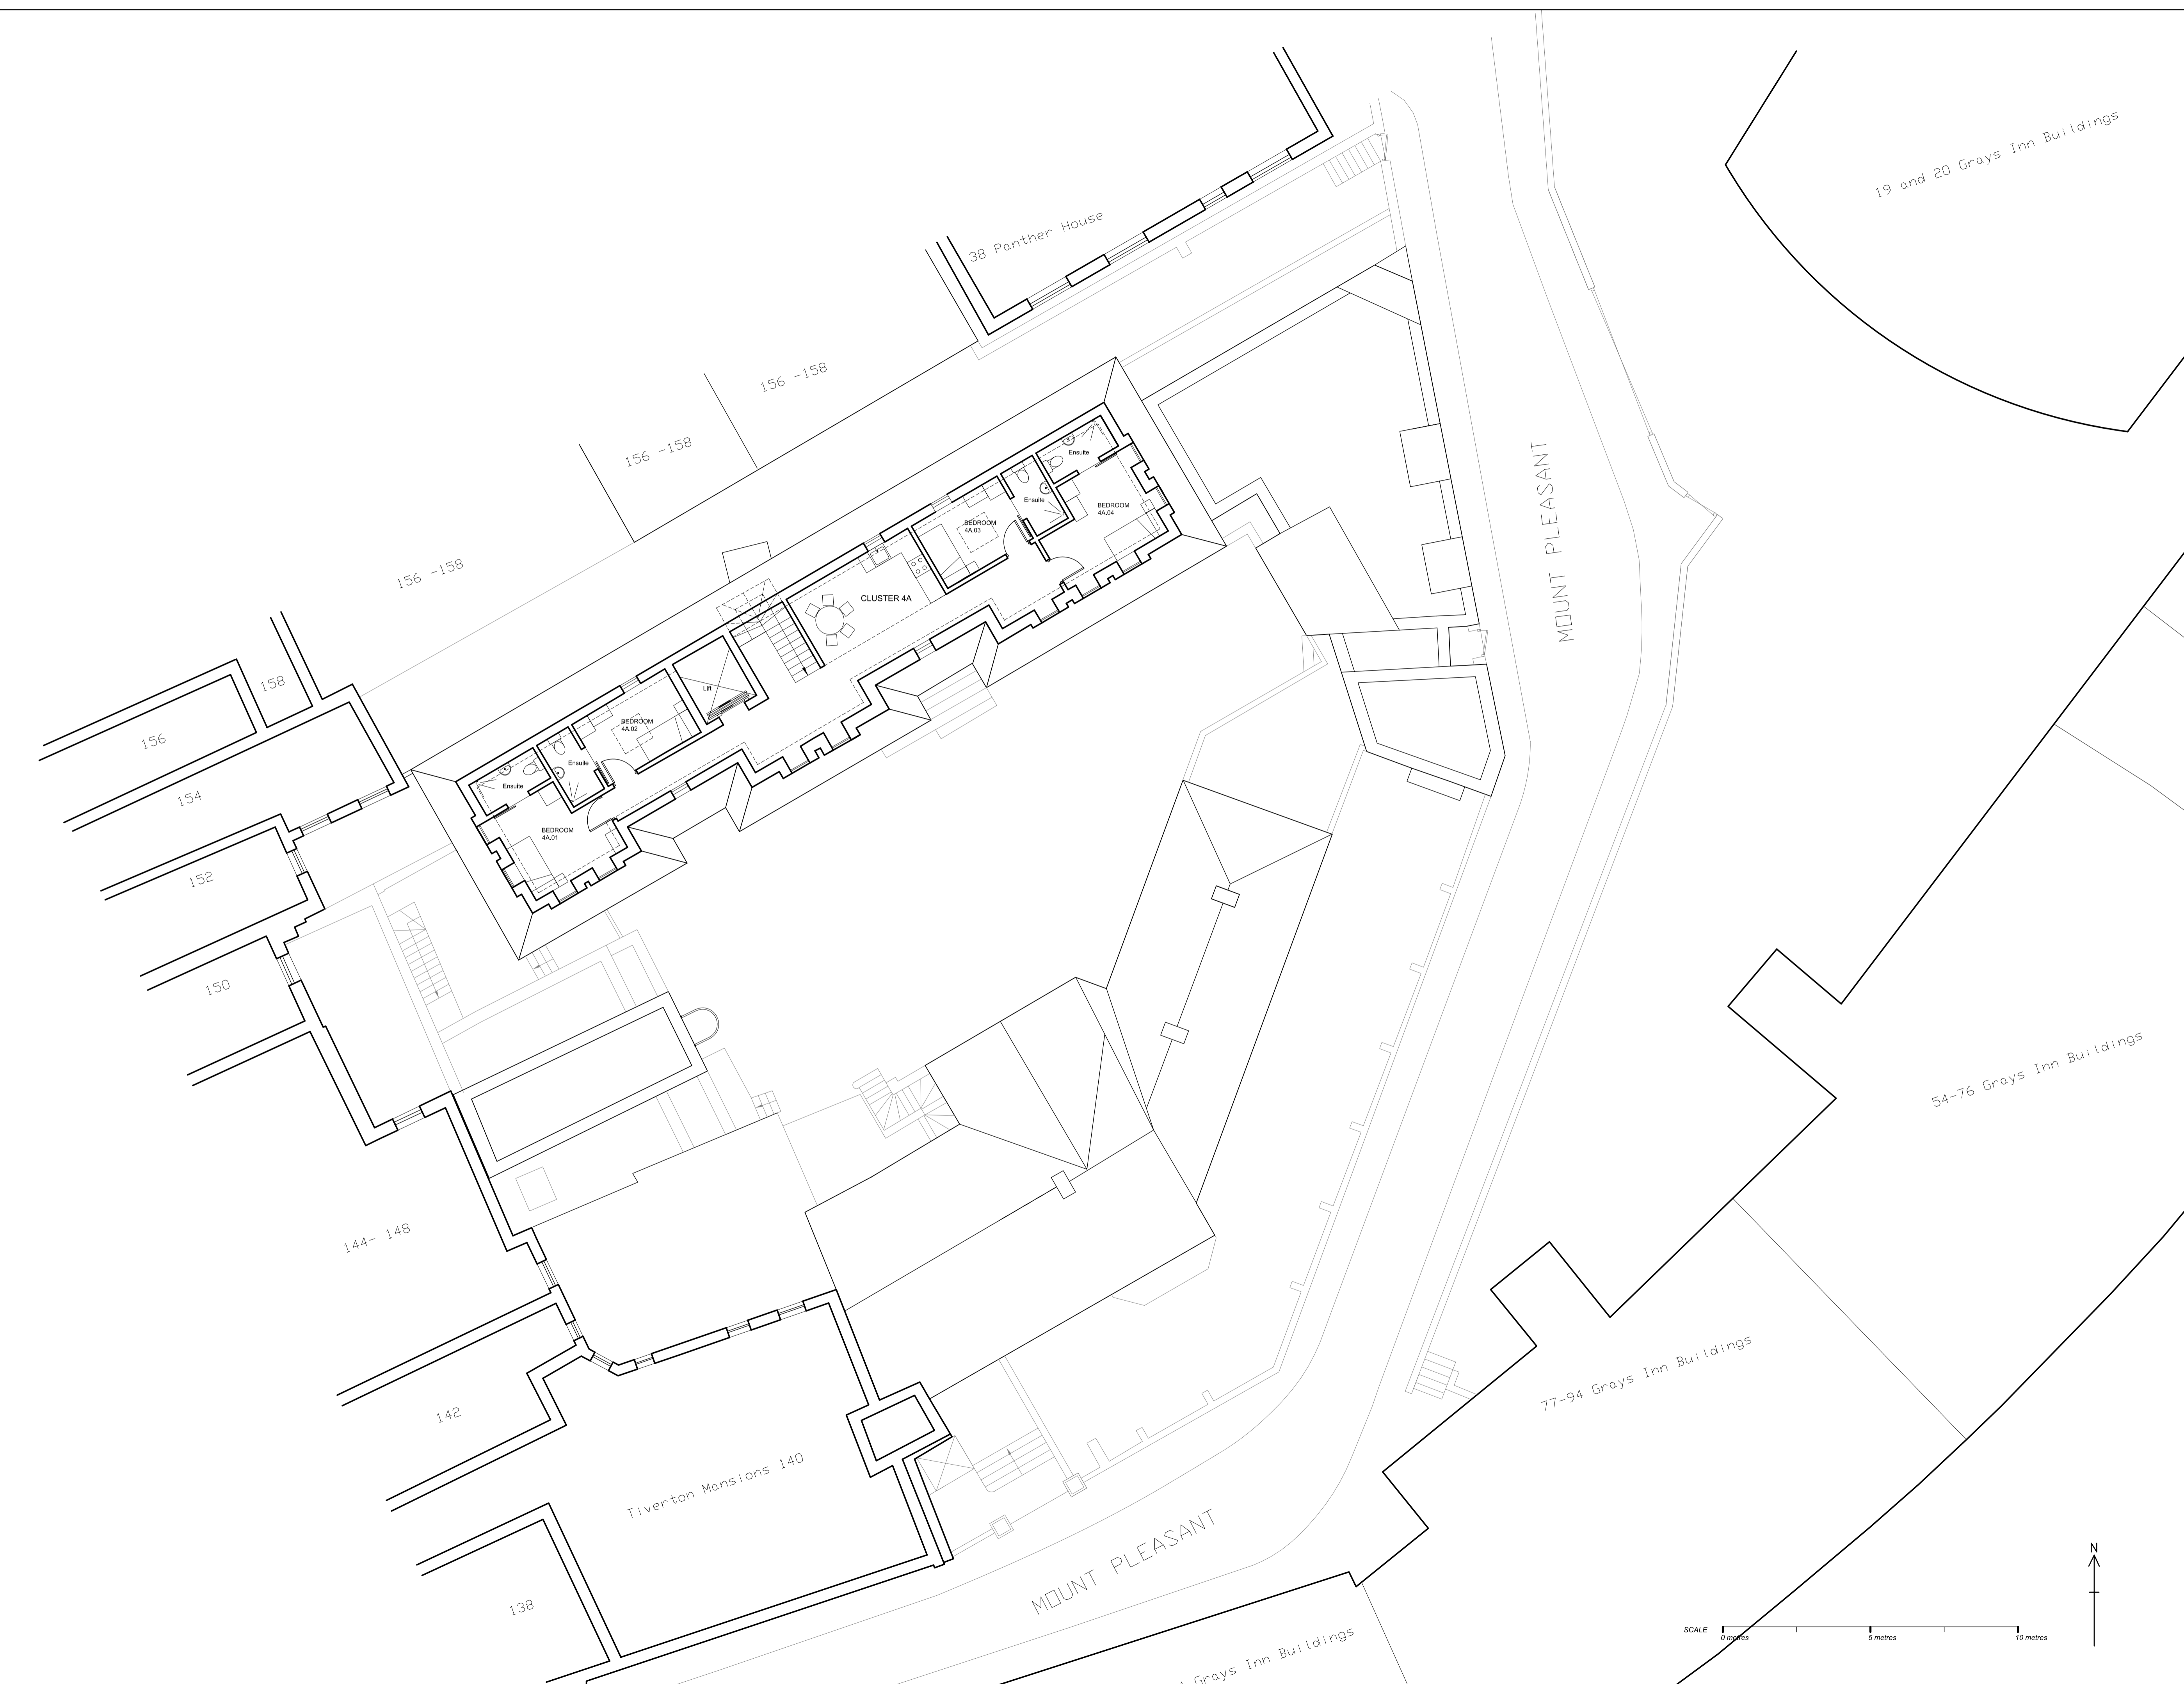 19 and 20 Grays Inn Buildings
38 Panther House
156 -158
156 -158
156 -158
MOUNT PLEASANT
Ensuite
BEDROOM
4A.04
Ensuite
BEDROOM
4A.03
CLUSTER 4A
Lift
BEDROOM
4A.02
Ensuite
Ensuite
BEDROOM
4A.01
158
156
154
152
150
144- 148
142
Tiverton Mansions 140
138
54-76 Grays Inn Buildings
77-94 Grays Inn Buildings
MOUNT PLEASANT
Grays Inn Buildings
N
SCALE
0 metres
5 metres
10 metres